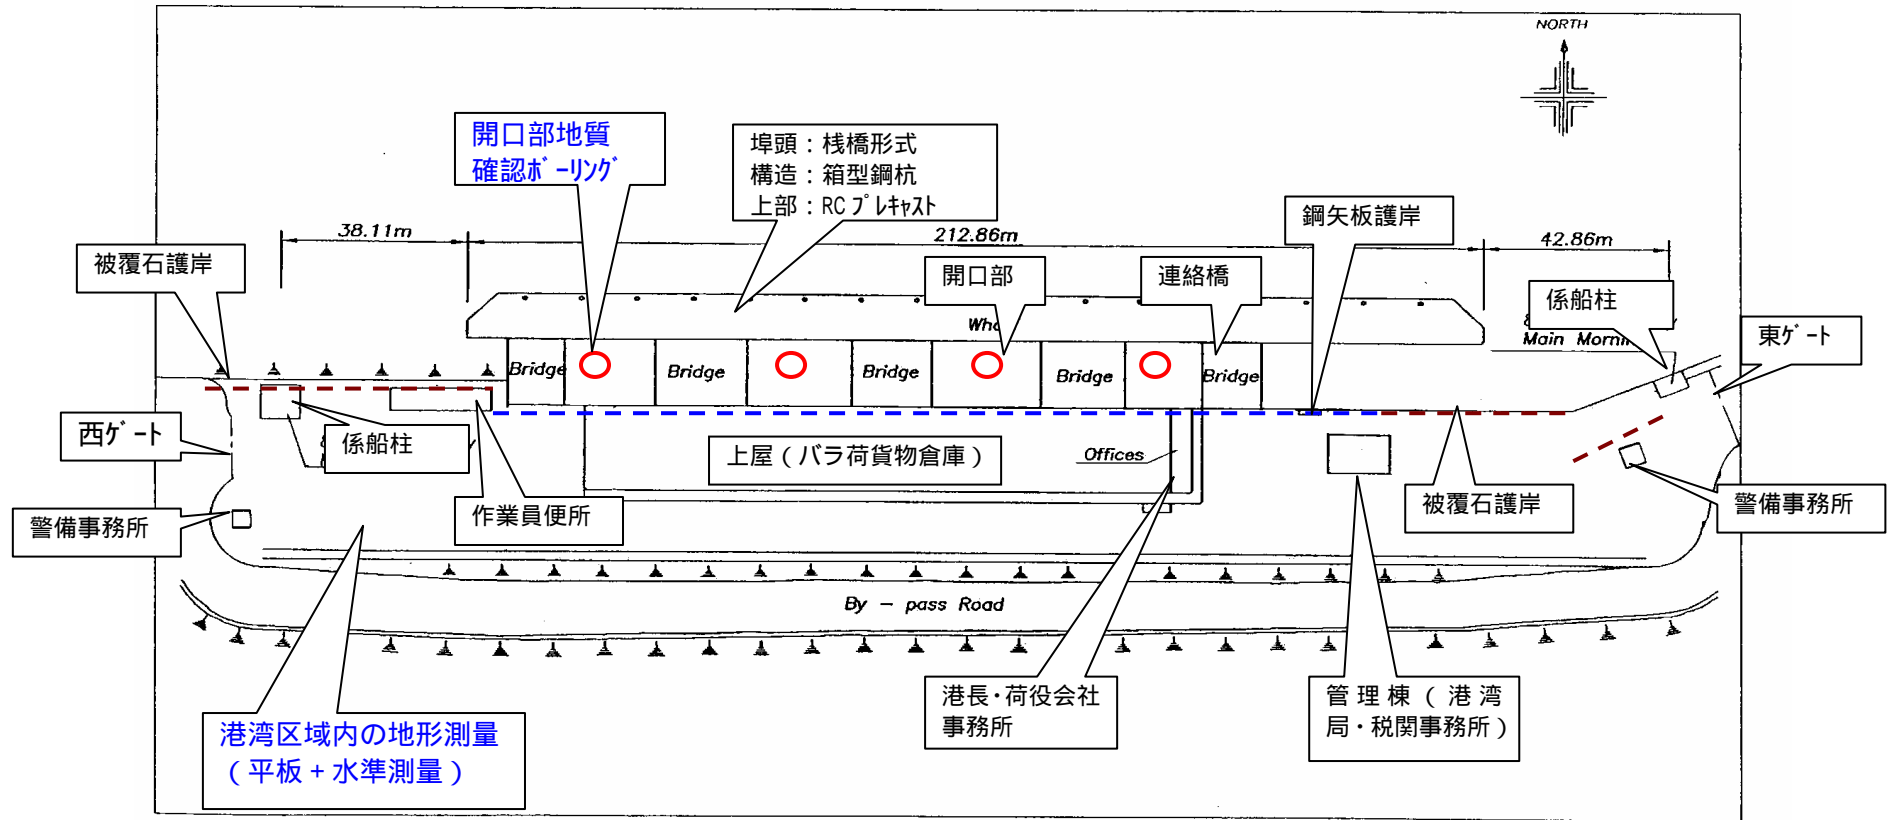 NORTH
開口部地質
確認ボーリング
埠頭：桟橋形式
構造：箱型鋼杭
上部：RCプレキャスト
鋼矢板護岸
38.11m
212.86m
42.86m
被覆石護岸
開口部
連絡橋
係船柱
東ゲート
Main
Bridge
Bridge
Bridge
Bridge
Bridge
西ゲート
係船柱
上屋（バラ荷貨物倉庫）
Offices
作業員便所
被覆石護岸
警備事務所
警備事務所
By - pass Road
港湾区域内の地形測量
（平板＋水準測量）
港長・荷役会社
事務所
管理棟（港湾
局・税関事務所）